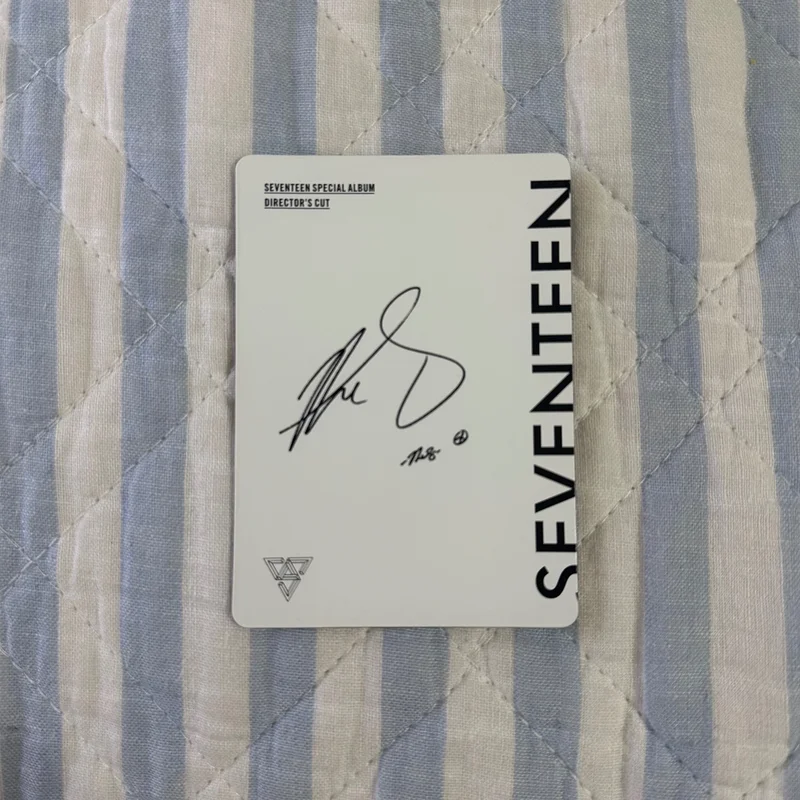 SEVENTEEN SPECIAL ALBUM
DIRECTOR'S CUT
SEVENTEEN